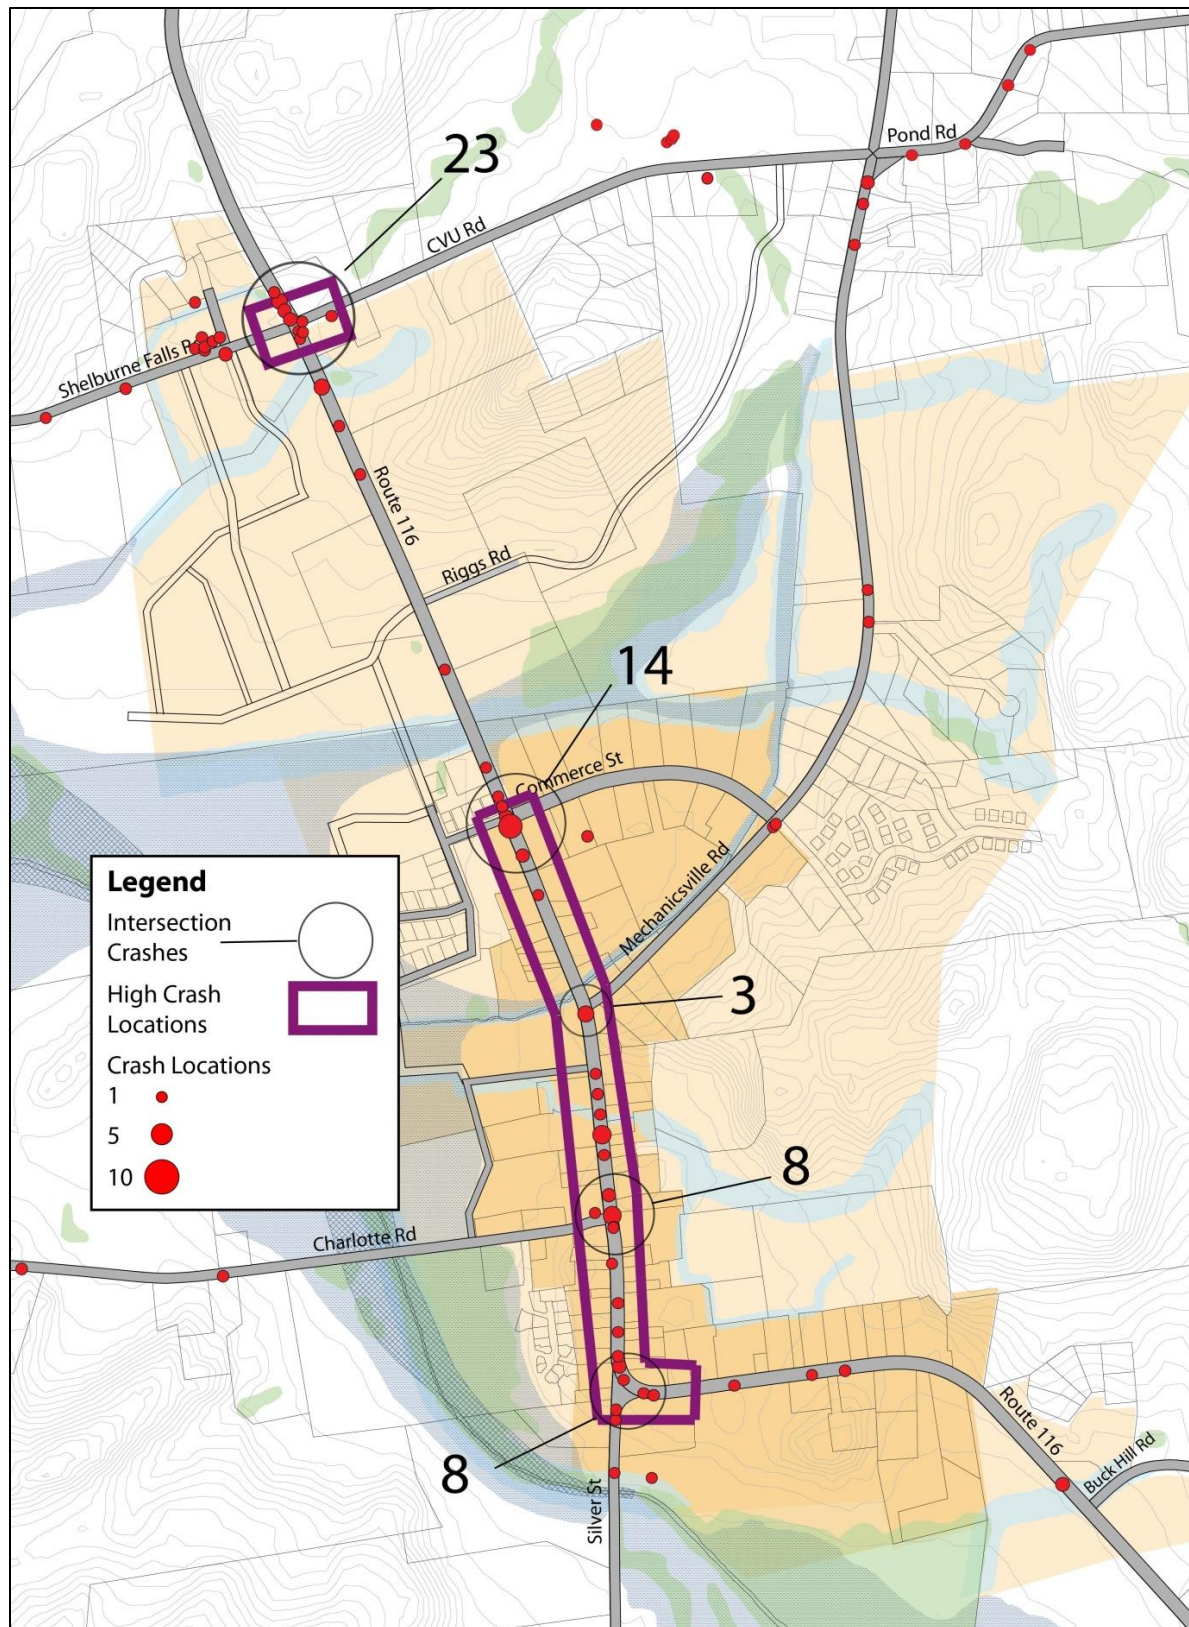 Pond Rd
23
CVU Rd
Shelburne Falls R
Route 116
Riggs Rd
14
Commerce St
Mechanicsville Rd
Legend
Intersection
Crashes
High Crash
Locations
Crash Locations
1
5
10
3
8
Charlotte Rd
Route 116
Buck Hill Rd
8
Silver St